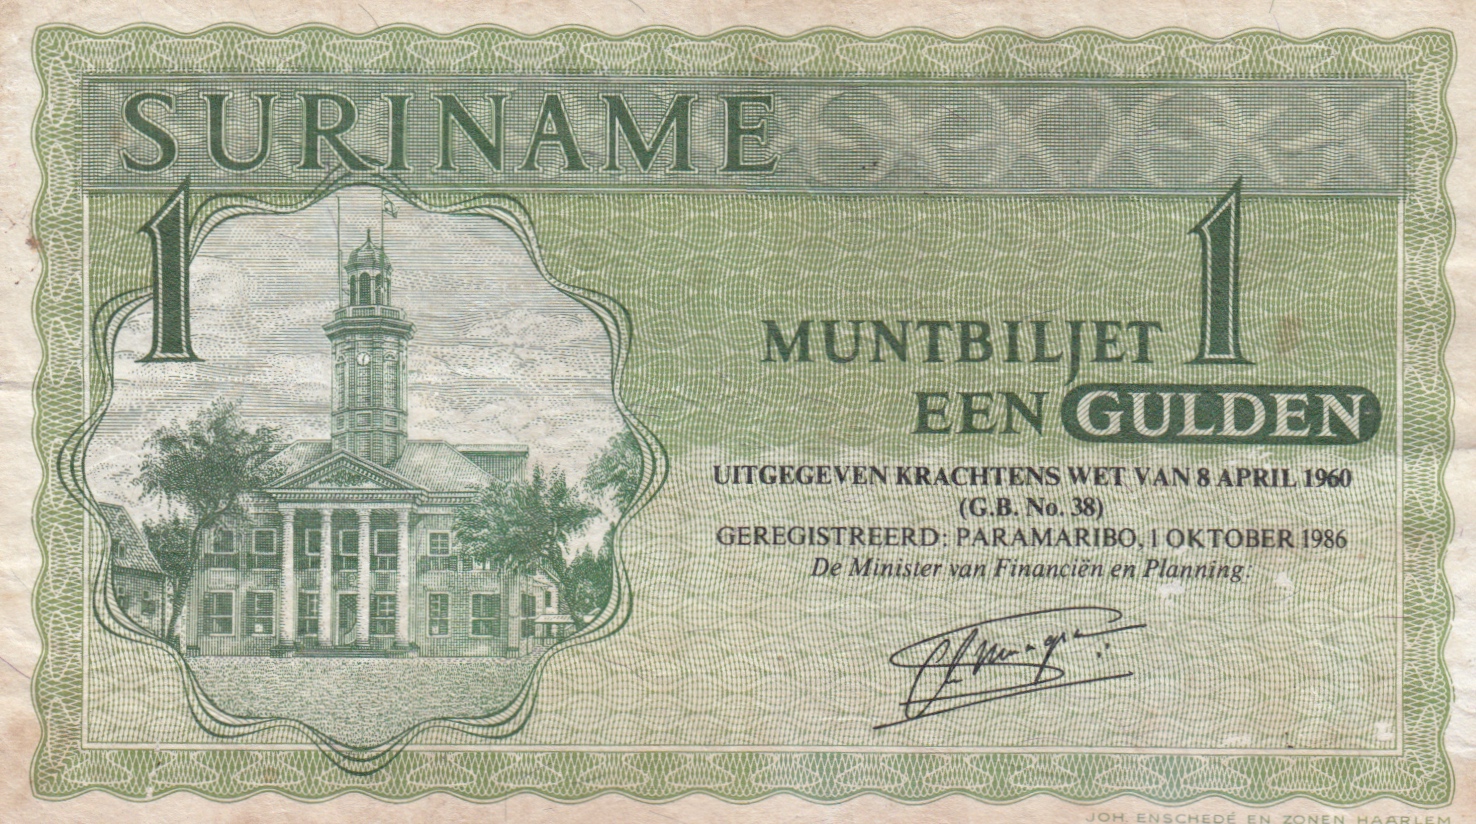 SURINAME
1
MUNTBILJET 1
EEN GULDEN
UITGEGEVEN KRACHTENS WET VAN 8 APRIL 1960
(G.B. No. 38)
GEREGISTREERD: PARAMARIBO, 1 OKTOBER 1986
De Minister van Financiën en Planning:
JOH. ENSCHEDÉ EN ZONEN HAARLEM